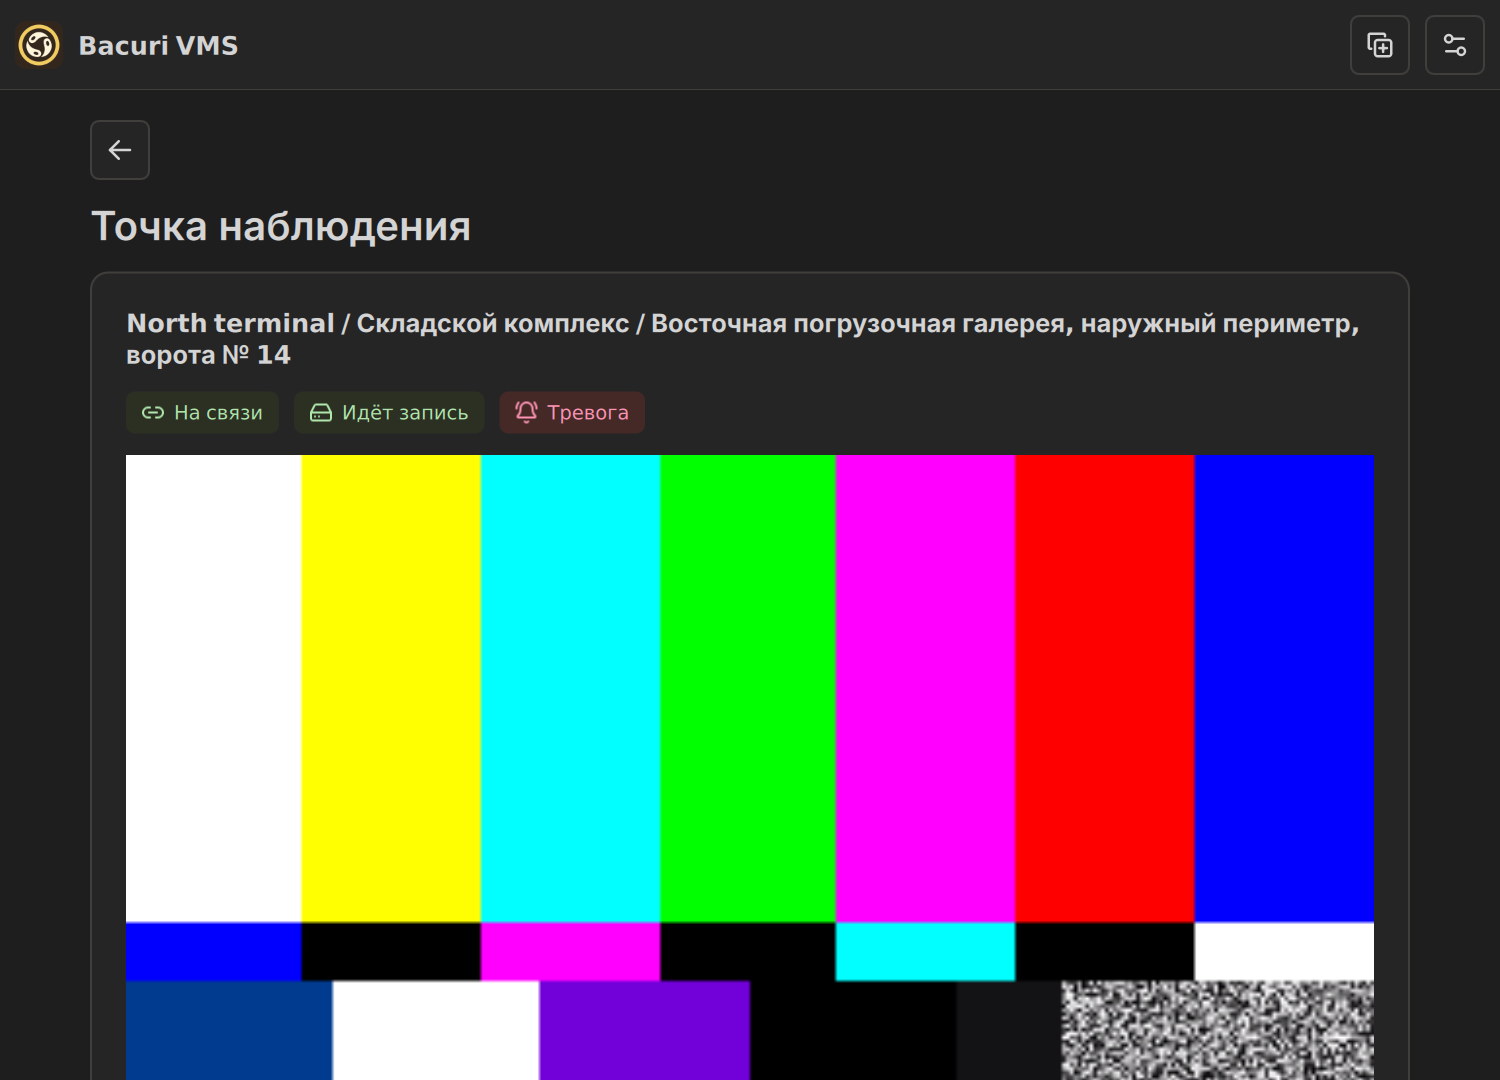 Bacuri VMS
Точка наблюдения
North terminal / Складской комплекс / Восточная погрузочная галерея, наружный периметр,
ворота № 14
На связи
Идёт запись
Тревога